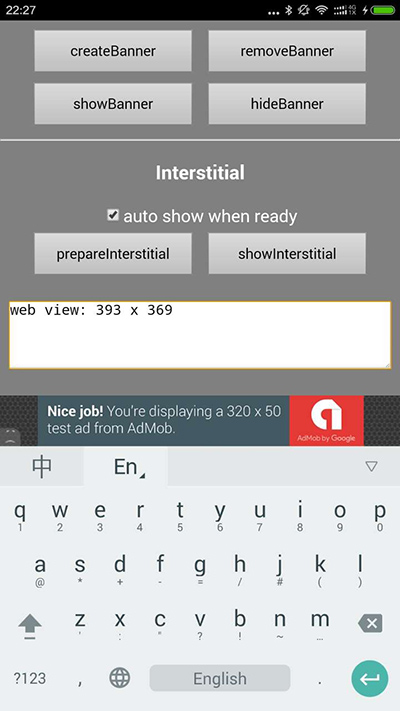 22:27
4G
1X
createBanner removeBanner
showBanner hideBanner
Interstitial
auto show when ready
prepareInterstitial showInterstitial
web view: 393 x 369
Nice job! You're displaying a 320 x 50
test ad from AdMob.
AdMob by Google
中 En
q w e r t y u i o p
1 2 3 4 5 6 7 8 9 0
a s d f g h j k l
@ * + - = / # ( )
z x c v b n m
' : " ? ! ~ …
?123 , English .